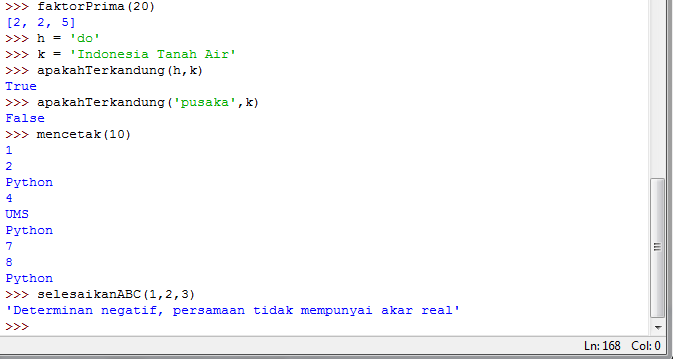 >>> faktorPrima(20)
[2, 2, 5]
>>> h = 'do'
>>> k = 'Indonesia Tanah Air'
>>> apakahTerkandung(h,k)
True
>>> apakahTerkandung('pusaka',k)
False
>>> mencetak(10)
1
2
Python
4
UMS
Python
7
8
Python
>>> selesaikanABC(1,2,3)
'Determinan negatif, persamaan tidak mempunyai akar real'
>>>
Ln: 168 Col: 0